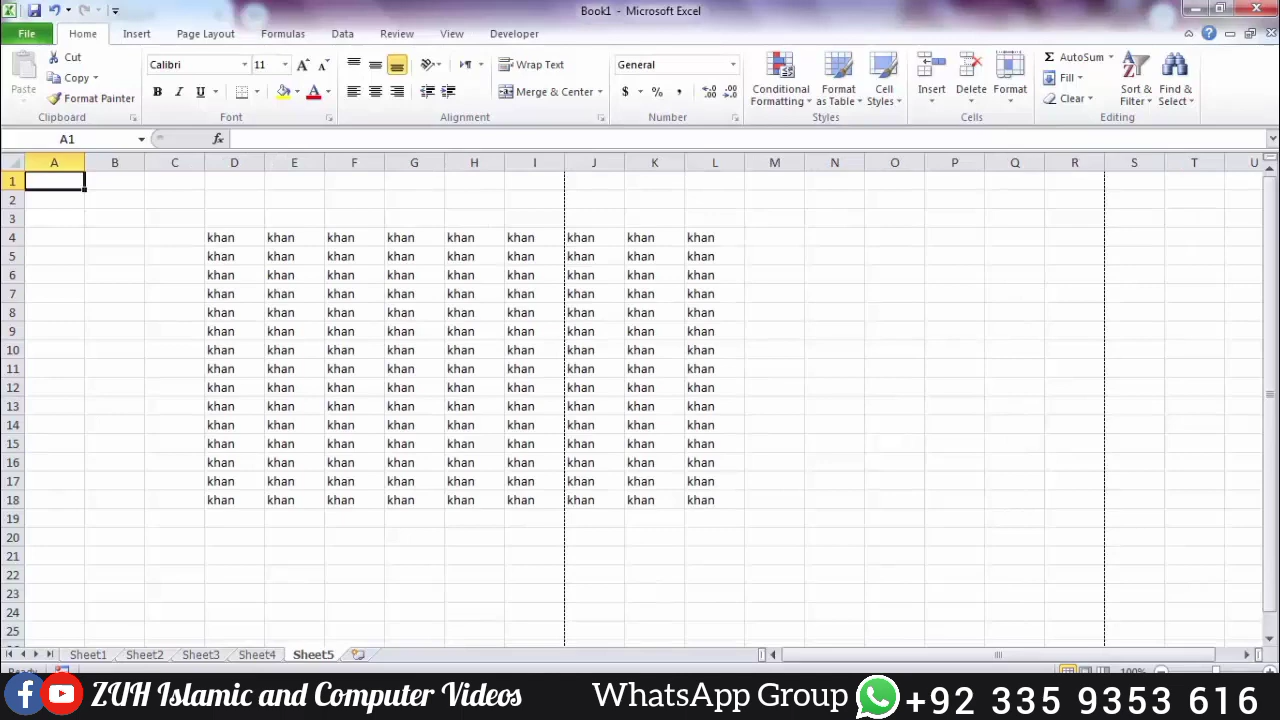 Book1 - Microsoft Excel
File Home Insert Page Layout Formulas Data Review View Developer
Cut Calibri 11 Wrap Text General AutoSum
Paste Copy Fill
Format Painter Merge & Center Conditional Formatting Format as Table Cell Styles Insert Delete Format Clear Sort & Filter Find & Select
Clipboard Font Alignment Number Styles Cells Editing
A1 fx
A B C D E F G H I J K L M N O P Q R S T U
1
2
3
4 khan khan khan khan khan khan khan khan khan
5 khan khan khan khan khan khan khan khan khan
6 khan khan khan khan khan khan khan khan khan
7 khan khan khan khan khan khan khan khan khan
8 khan khan khan khan khan khan khan khan khan
9 khan khan khan khan khan khan khan khan khan
10 khan khan khan khan khan khan khan khan khan
11 khan khan khan khan khan khan khan khan khan
12 khan khan khan khan khan khan khan khan khan
13 khan khan khan khan khan khan khan khan khan
14 khan khan khan khan khan khan khan khan khan
15 khan khan khan khan khan khan khan khan khan
16 khan khan khan khan khan khan khan khan khan
17 khan khan khan khan khan khan khan khan khan
18 khan khan khan khan khan khan khan khan khan
19
20
21
22
23
24
25
Sheet1 Sheet2 Sheet3 Sheet4 Sheet5
ZUH Islamic and Computer Videos WhatsApp Group +92 335 9353 616